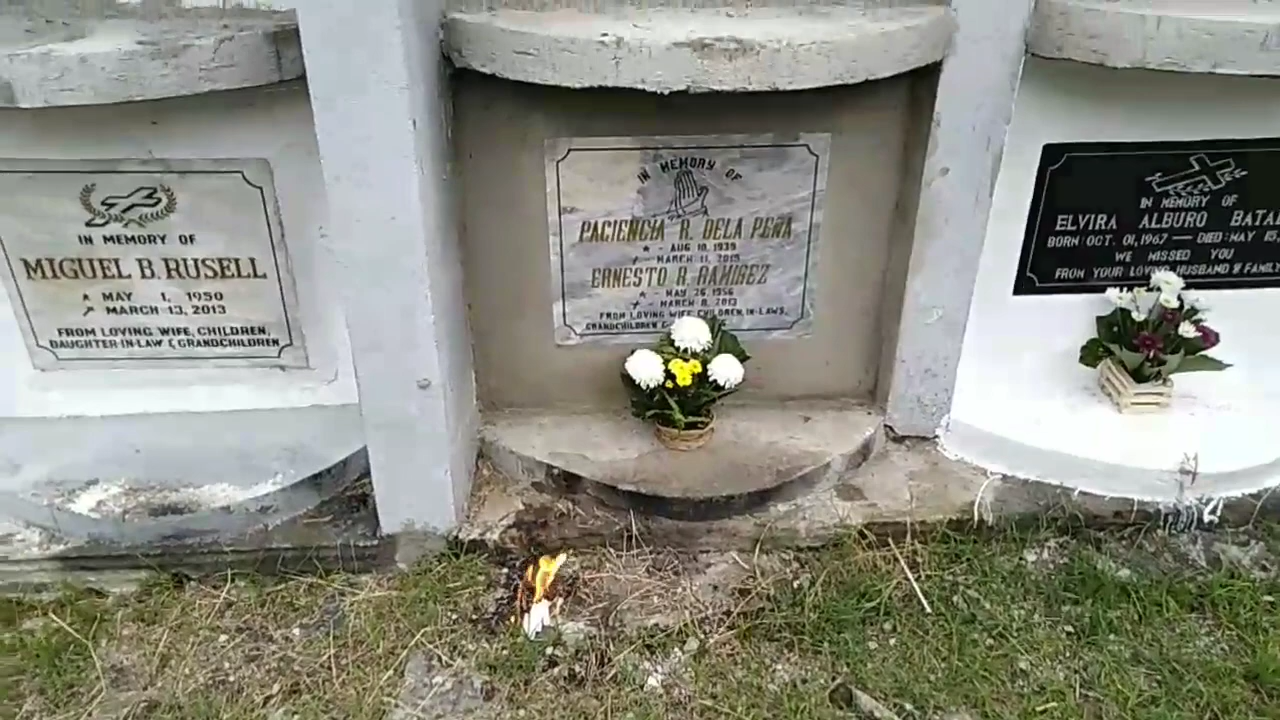 IN MEMORY OF
MIGUEL B. RUSELL
MAY 1, 1950
MARCH 13, 2013
FROM LOVING WIFE, CHILDREN,
DAUGHTER-IN-LAW & GRANDCHILDREN
IN MEMORY OF
PACIENCIA R. DELA PEÑA
AUG 10, 1939
MARCH 11, 2015
ERNESTO R. RAMIREZ
MAY 26, 1956
MARCH 8, 2013
FROM LOVING WIFE, CHILDREN, IN-LAWS,
GRANDCHILDREN &
IN MEMORY OF
ELVIRA ALBURO
BORN: OCT. 01, 1967 — DIED: MAY
WE MISSED YOU
FROM YOUR LOVING HUSBAND & FAMILY